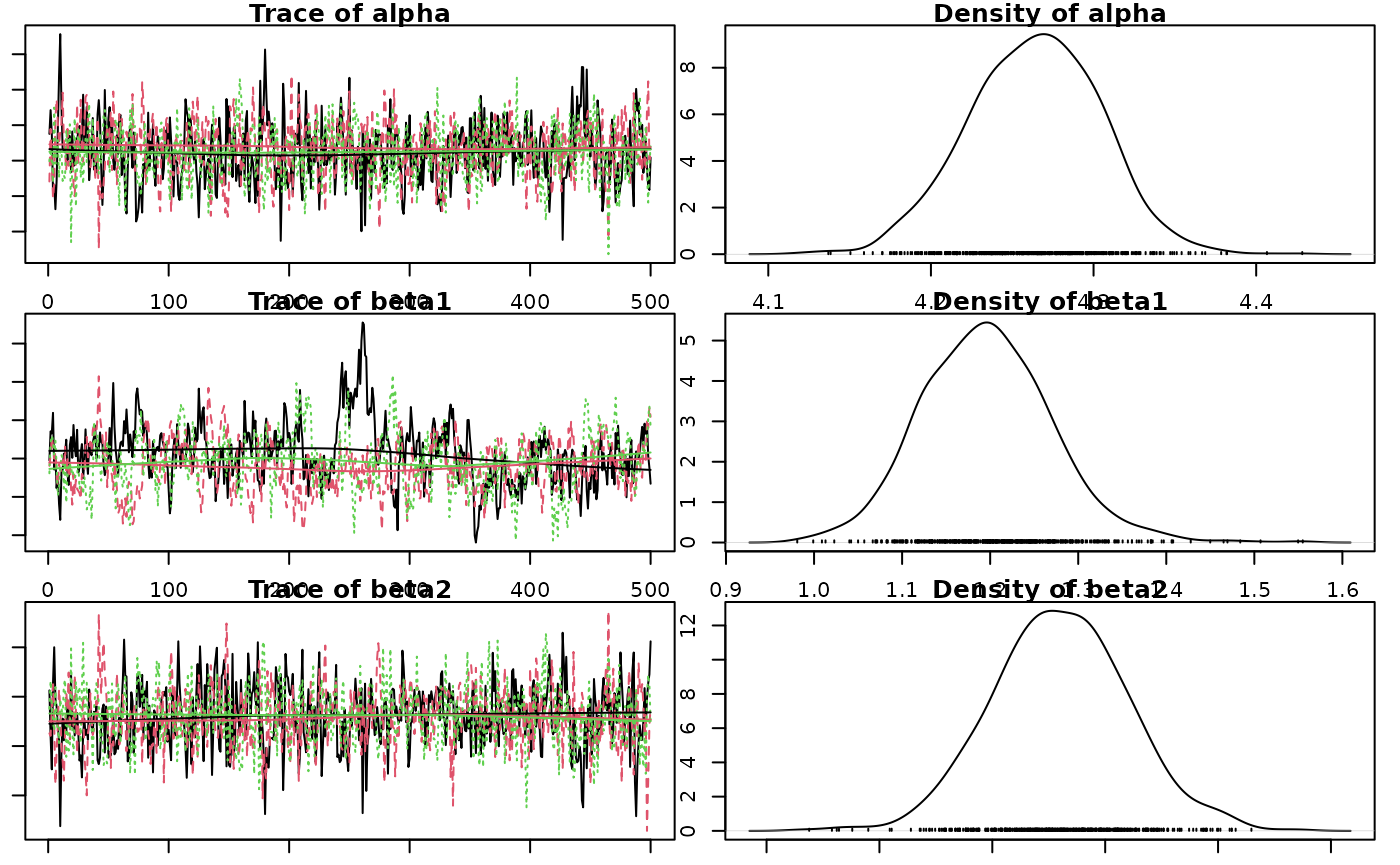 Trace of alpha
Density of alpha
0 2 4 6 8
0 100 200 300 400 500
4.1 4.2 4.3 4.4
Trace of beta1
Density of beta1
0 1 2 3 4 5
0 100 200 300 400 500
0.9 1.0 1.1 1.2 1.3 1.4 1.5 1.6
Trace of beta2
Density of beta2
0 2 4 6 8 12